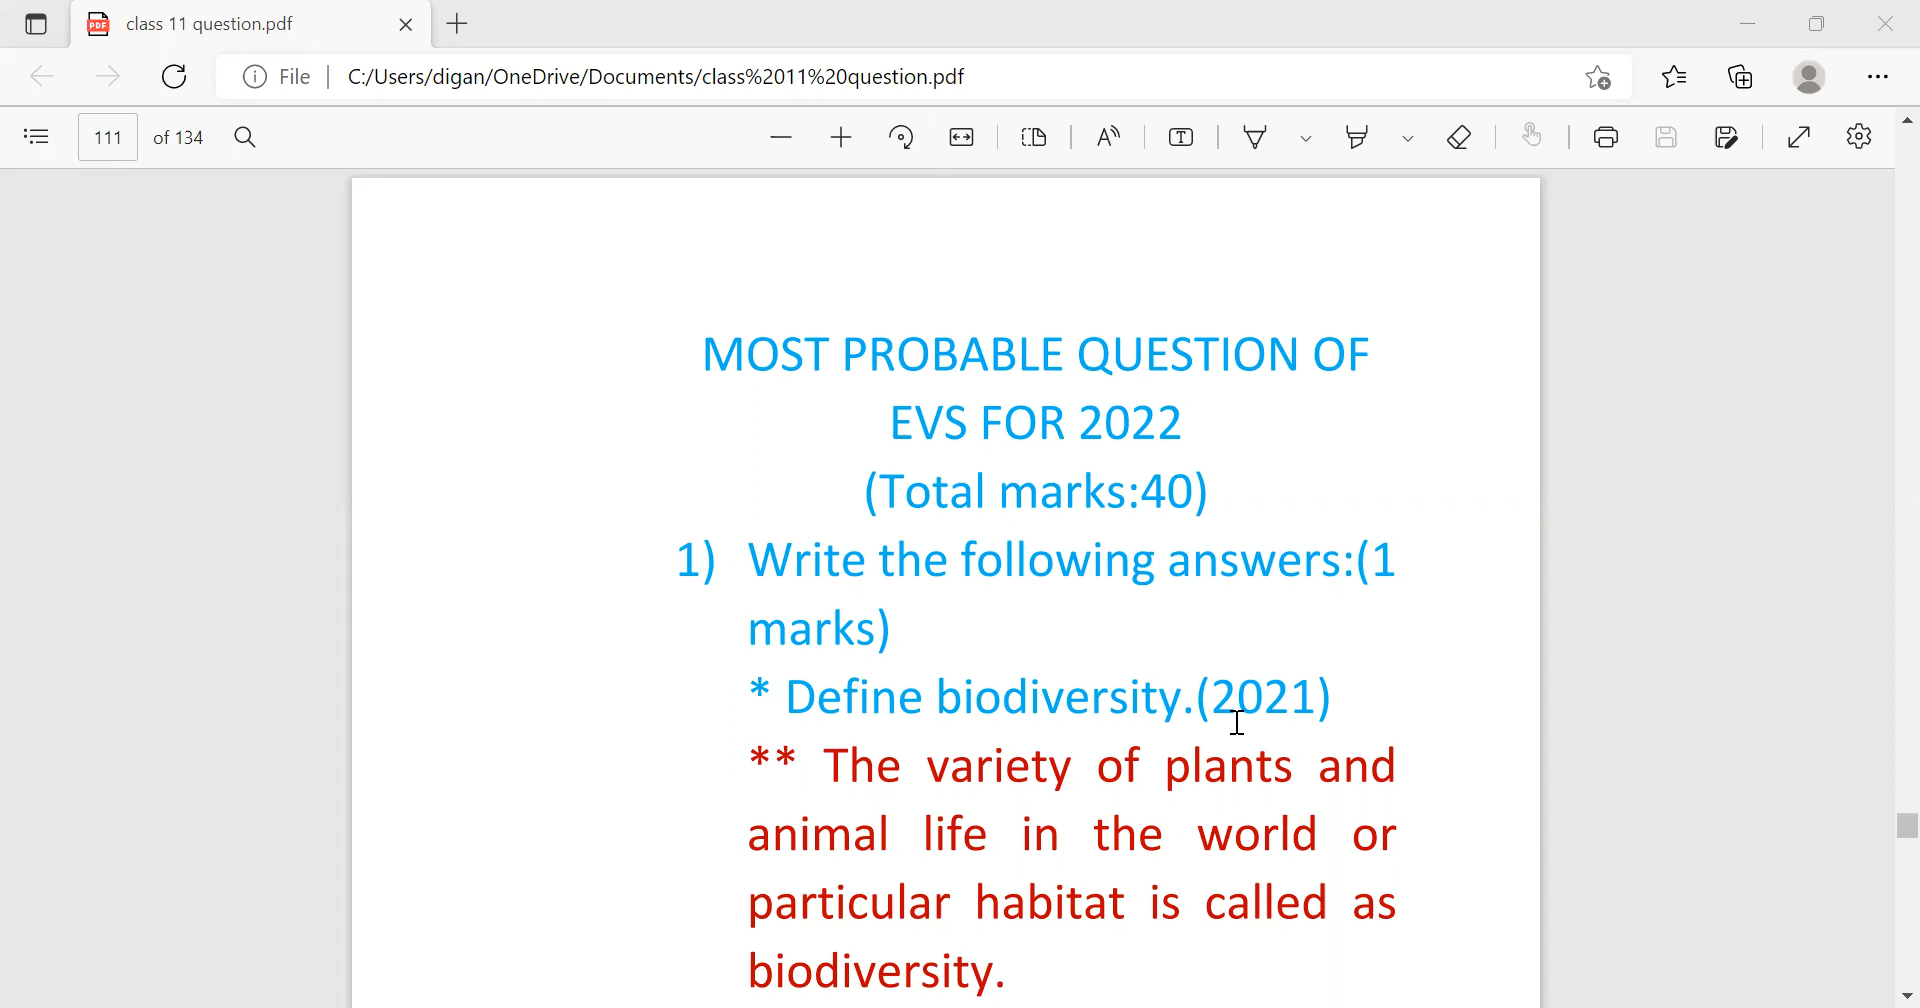 class 11 question.pdf
File
C:/Users/digan/OneDrive/Documents/class%2011%20question.pdf
111 of 134
MOST PROBABLE QUESTION OF
EVS FOR 2022
(Total marks:40)
1) Write the following answers:(1
marks)
* Define biodiversity.(2021)
** The variety of plants and
animal life in the world or
particular habitat is called as
biodiversity.